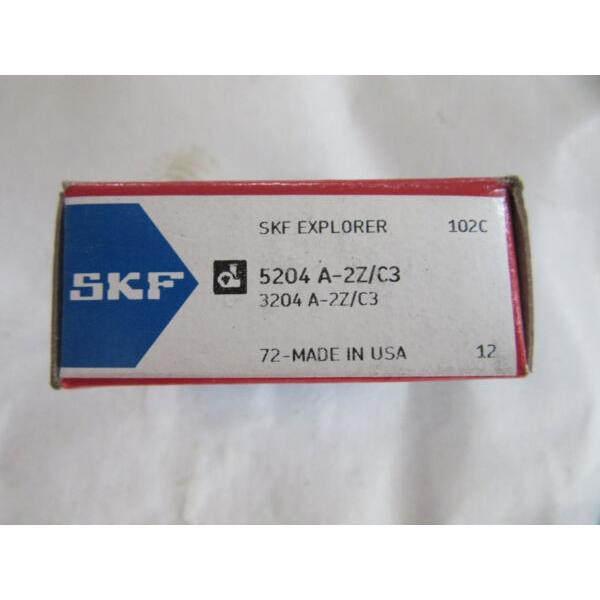 SKF
SKF EXPLORER 102C
5204 A-2Z/C3
3204 A-2Z/C3
72-MADE IN USA 12